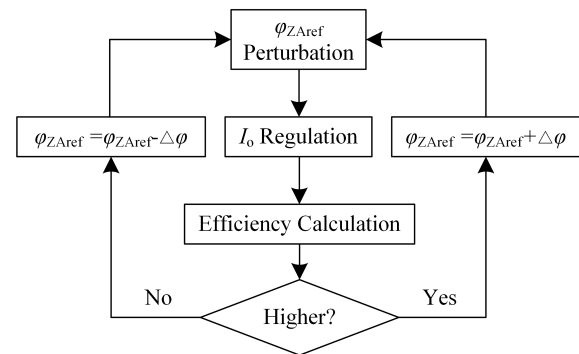 φZAref
Perturbation
φZAref =φZAref-△φ
Io Regulation
φZAref =φZAref+△φ
Efficiency Calculation
No
Higher?
Yes